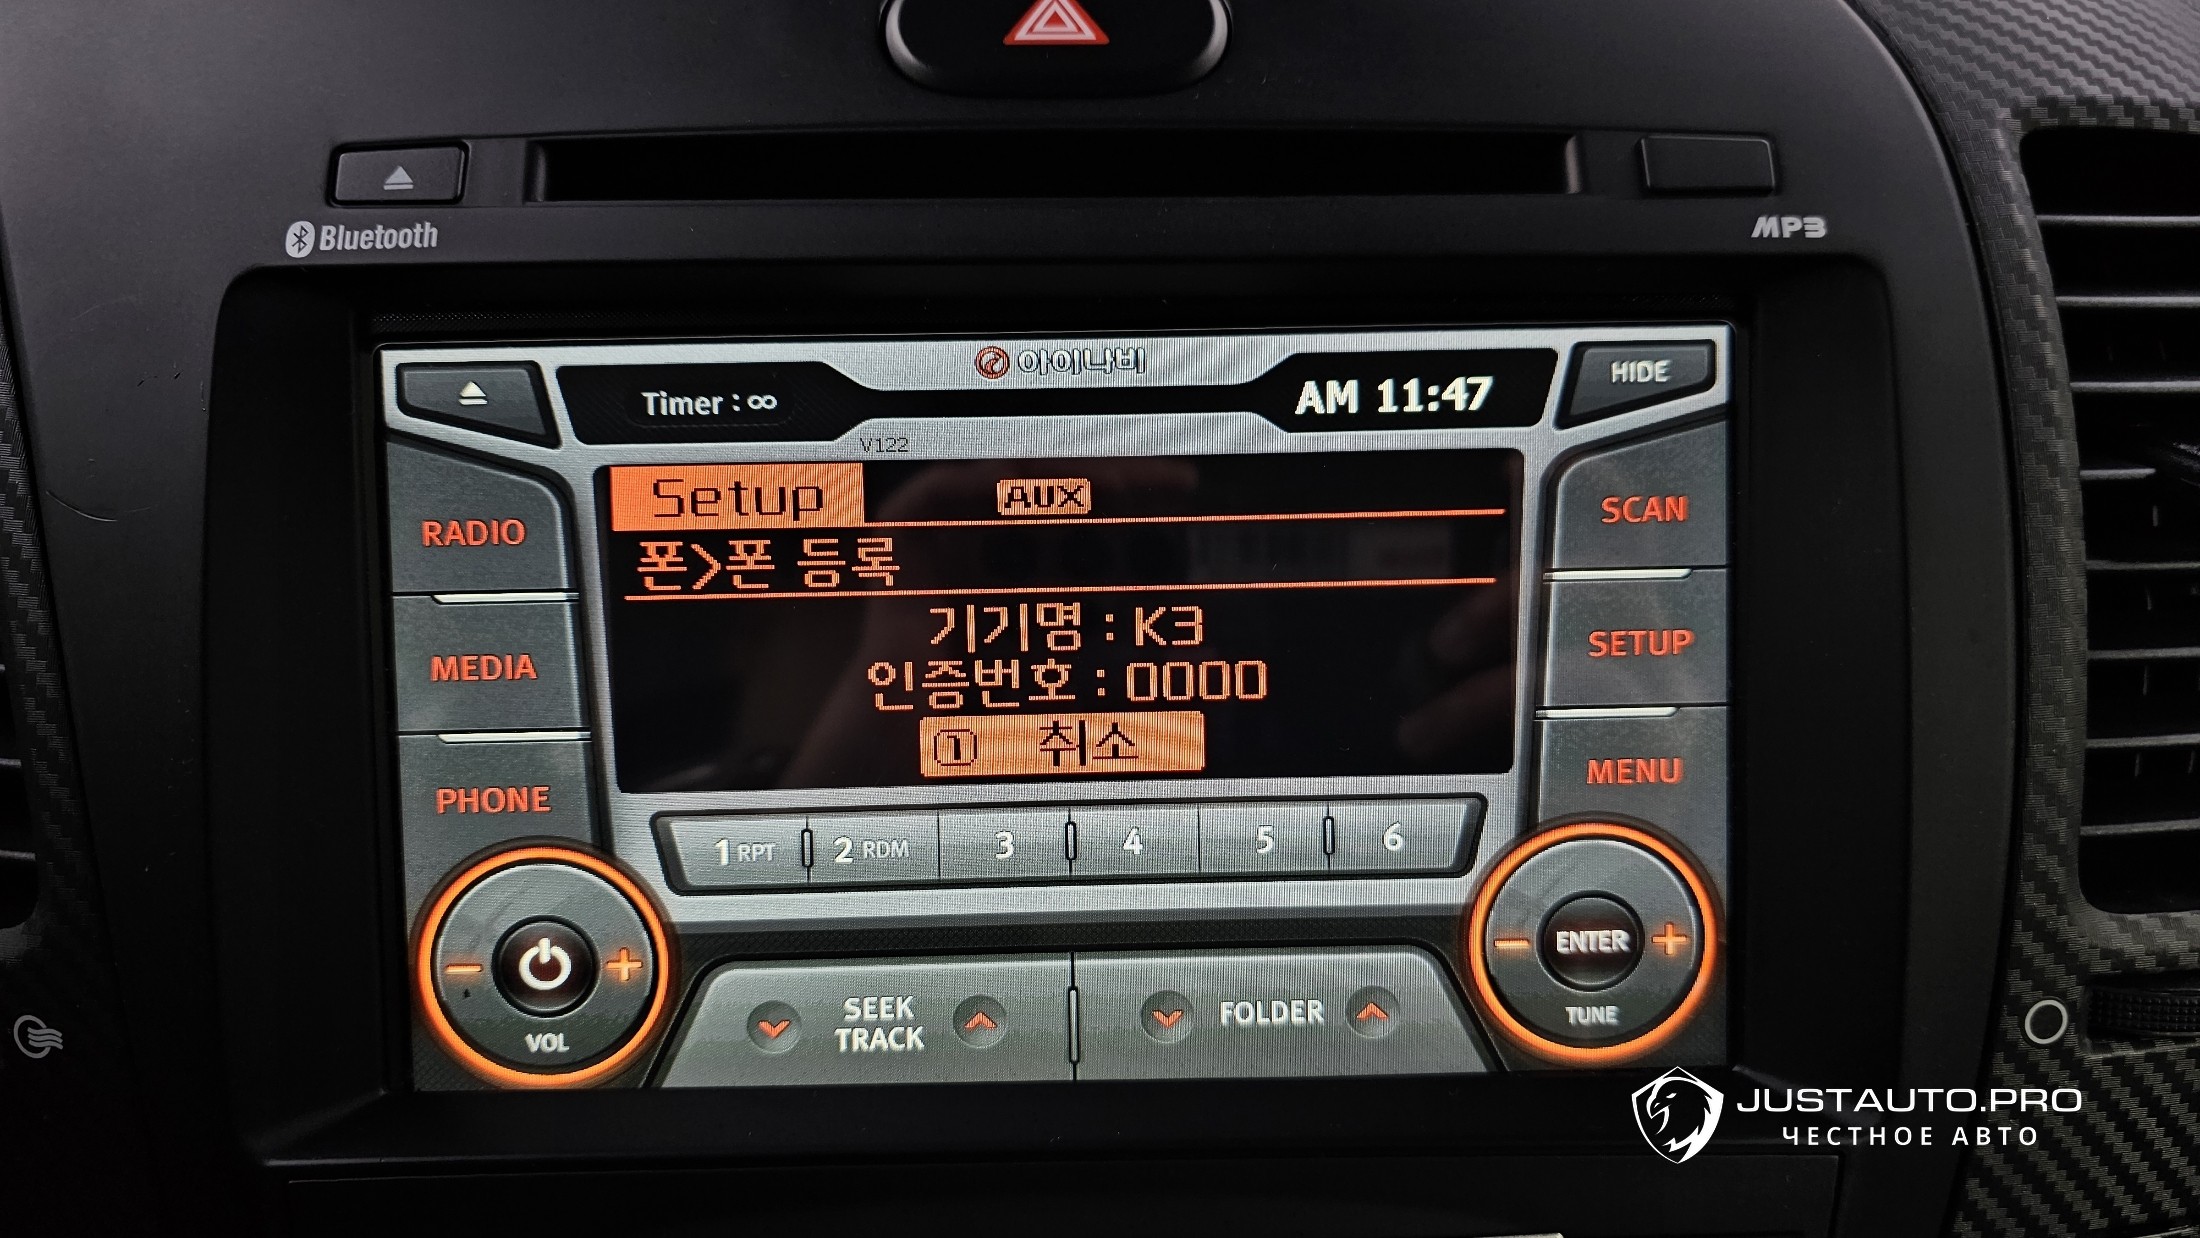 Bluetooth
MP3
아이나비
Timer : ∞
AM 11:47
HIDE
V122
Setup
AUX
폰>폰 등록
기기명 : K3
인증번호 : 0000
1 취소
RADIO
MEDIA
PHONE
SCAN
SETUP
MENU
1 RPT
2 RDM
3
4
5
6
VOL
SEEK
TRACK
FOLDER
ENTER
TUNE
JUSTAUTO.PRO
ЧЕСТНОЕ АВТО